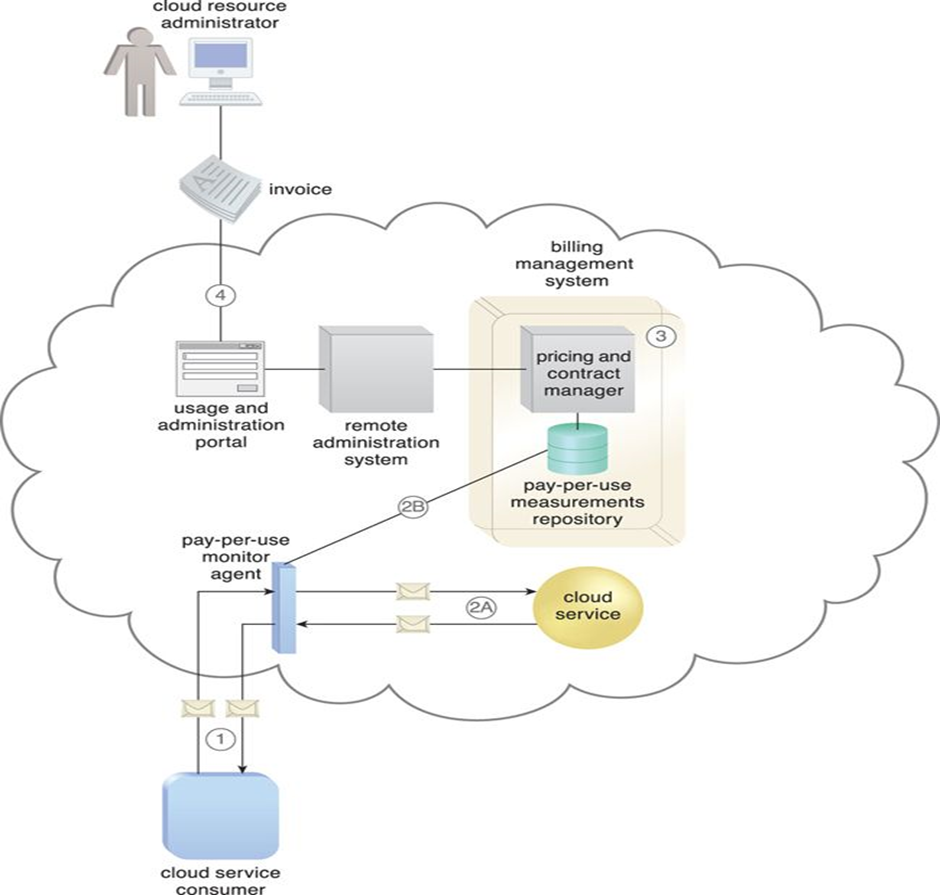 cloud resource
administrator
invoice
billing
management
system
4
3
pricing and
contract
manager
usage and
administration
portal
remote
administration
system
pay-per-use
measurements
repository
2B
pay-per-use
monitor
agent
2A
cloud
service
1
cloud service
consumer